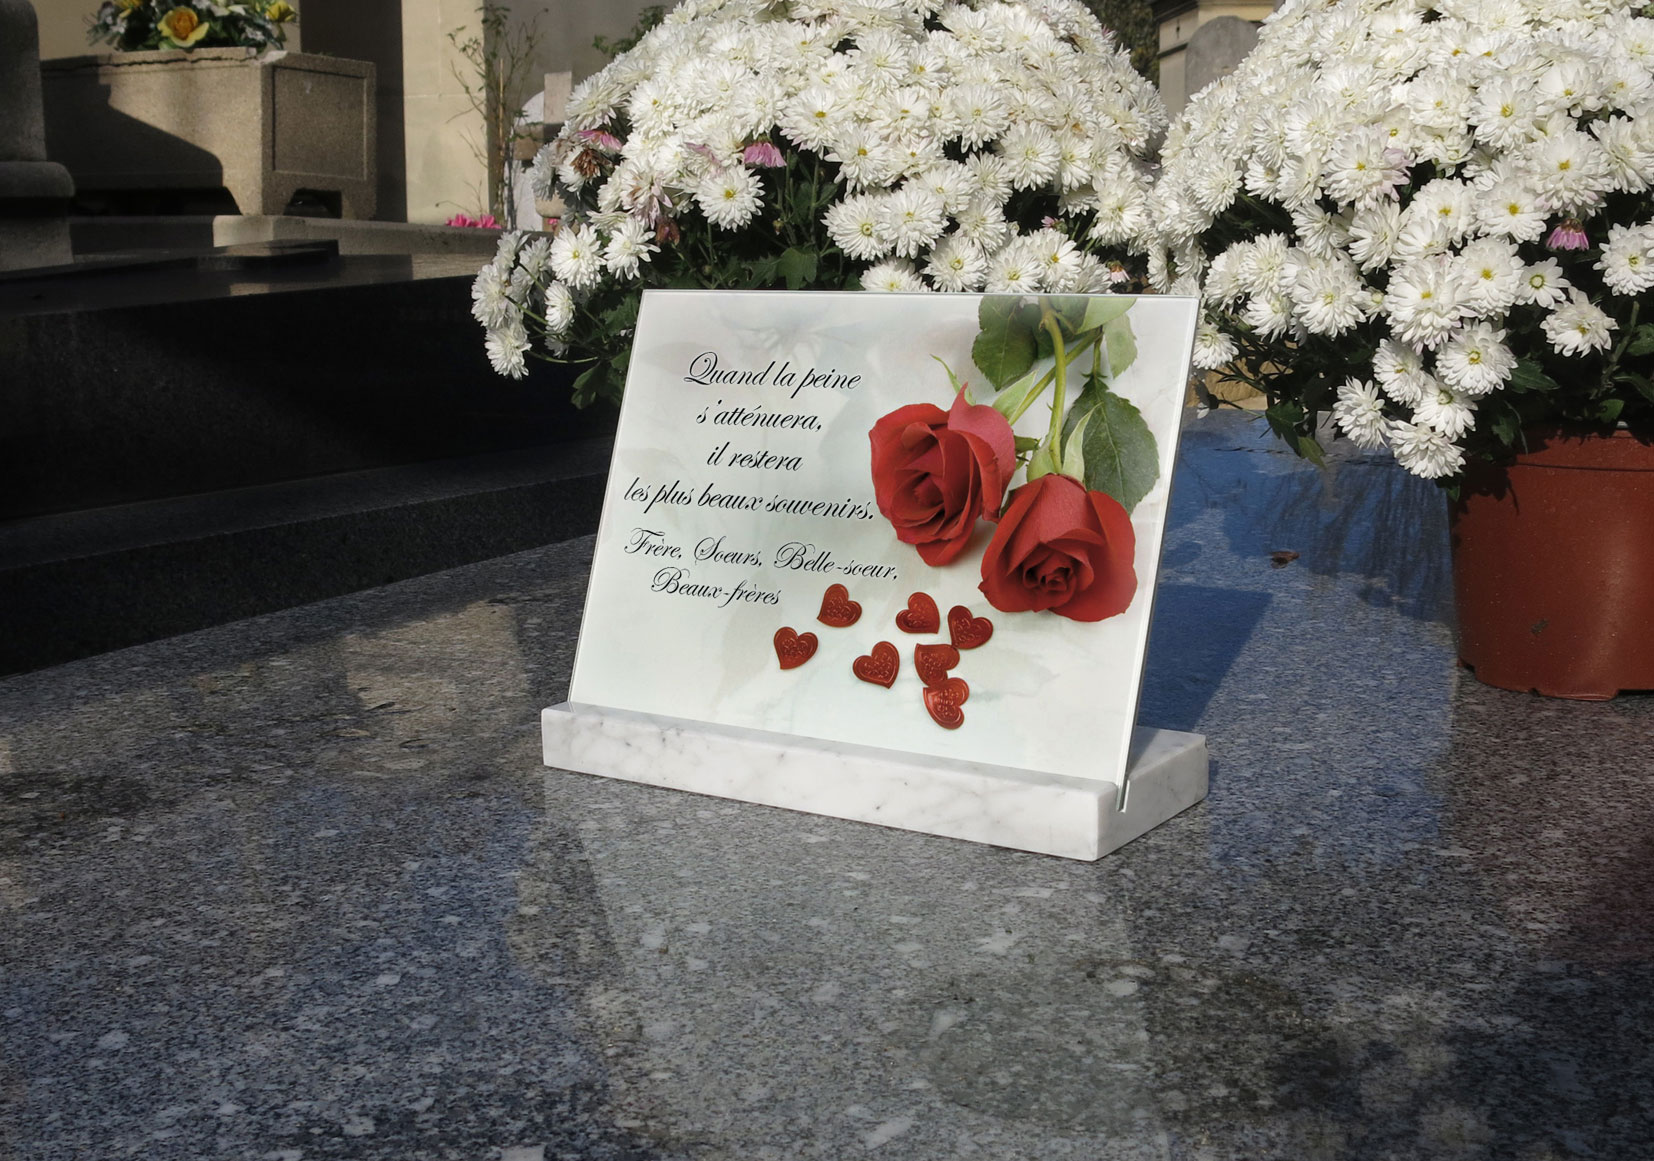 Quand la peine
s'atténuera,
il restera
les plus beaux souvenirs.
Frère, Soeurs, Belle-soeur,
Beaux-frères